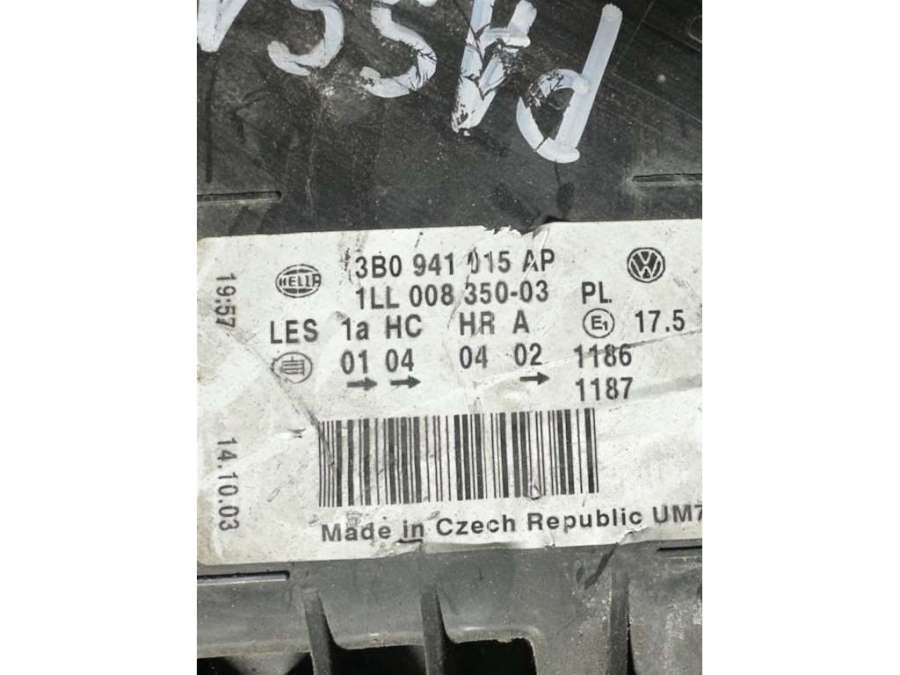 PASSA
HELLA
3B0 941 015 AP
1LL 008 350-03 PL
LES 1a HC HR A E1 17.5
01 04 04 02 1186
1187
19:57
14.10.03
Made in Czech Republic UM7